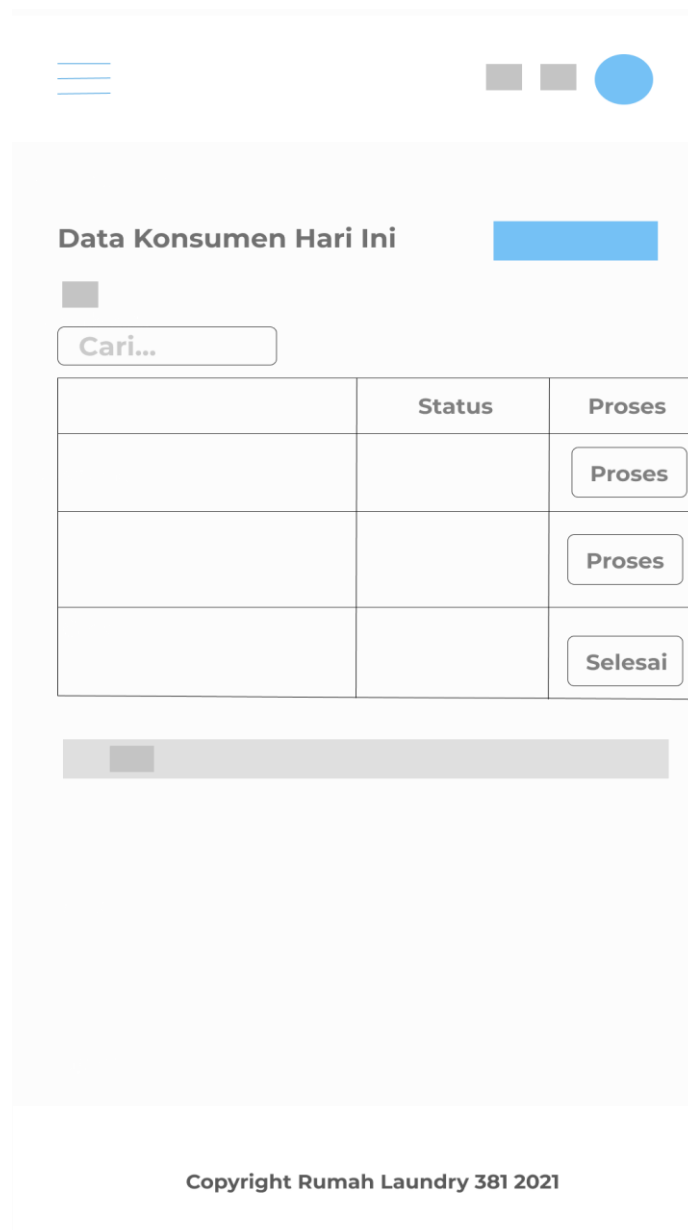 Data Konsumen Hari Ini
Cari...
Status Proses
Proses
Proses
Selesai
Copyright Rumah Laundry 381 2021